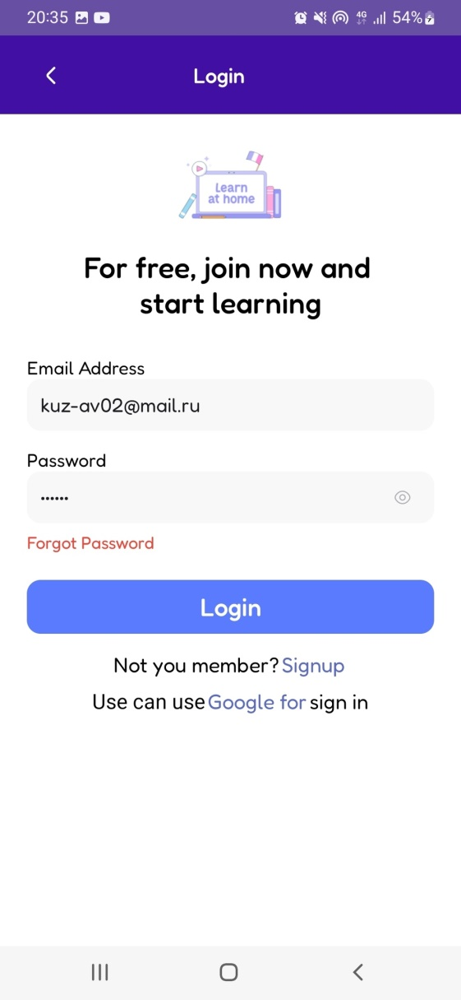 20:35 4G 54%
Login
Learn
at home
For free, join now and
start learning
Email Address
kuz-av02@mail.ru
Password
••••••
Forgot Password
Login
Not you member? Signup
Use can use Google for sign in